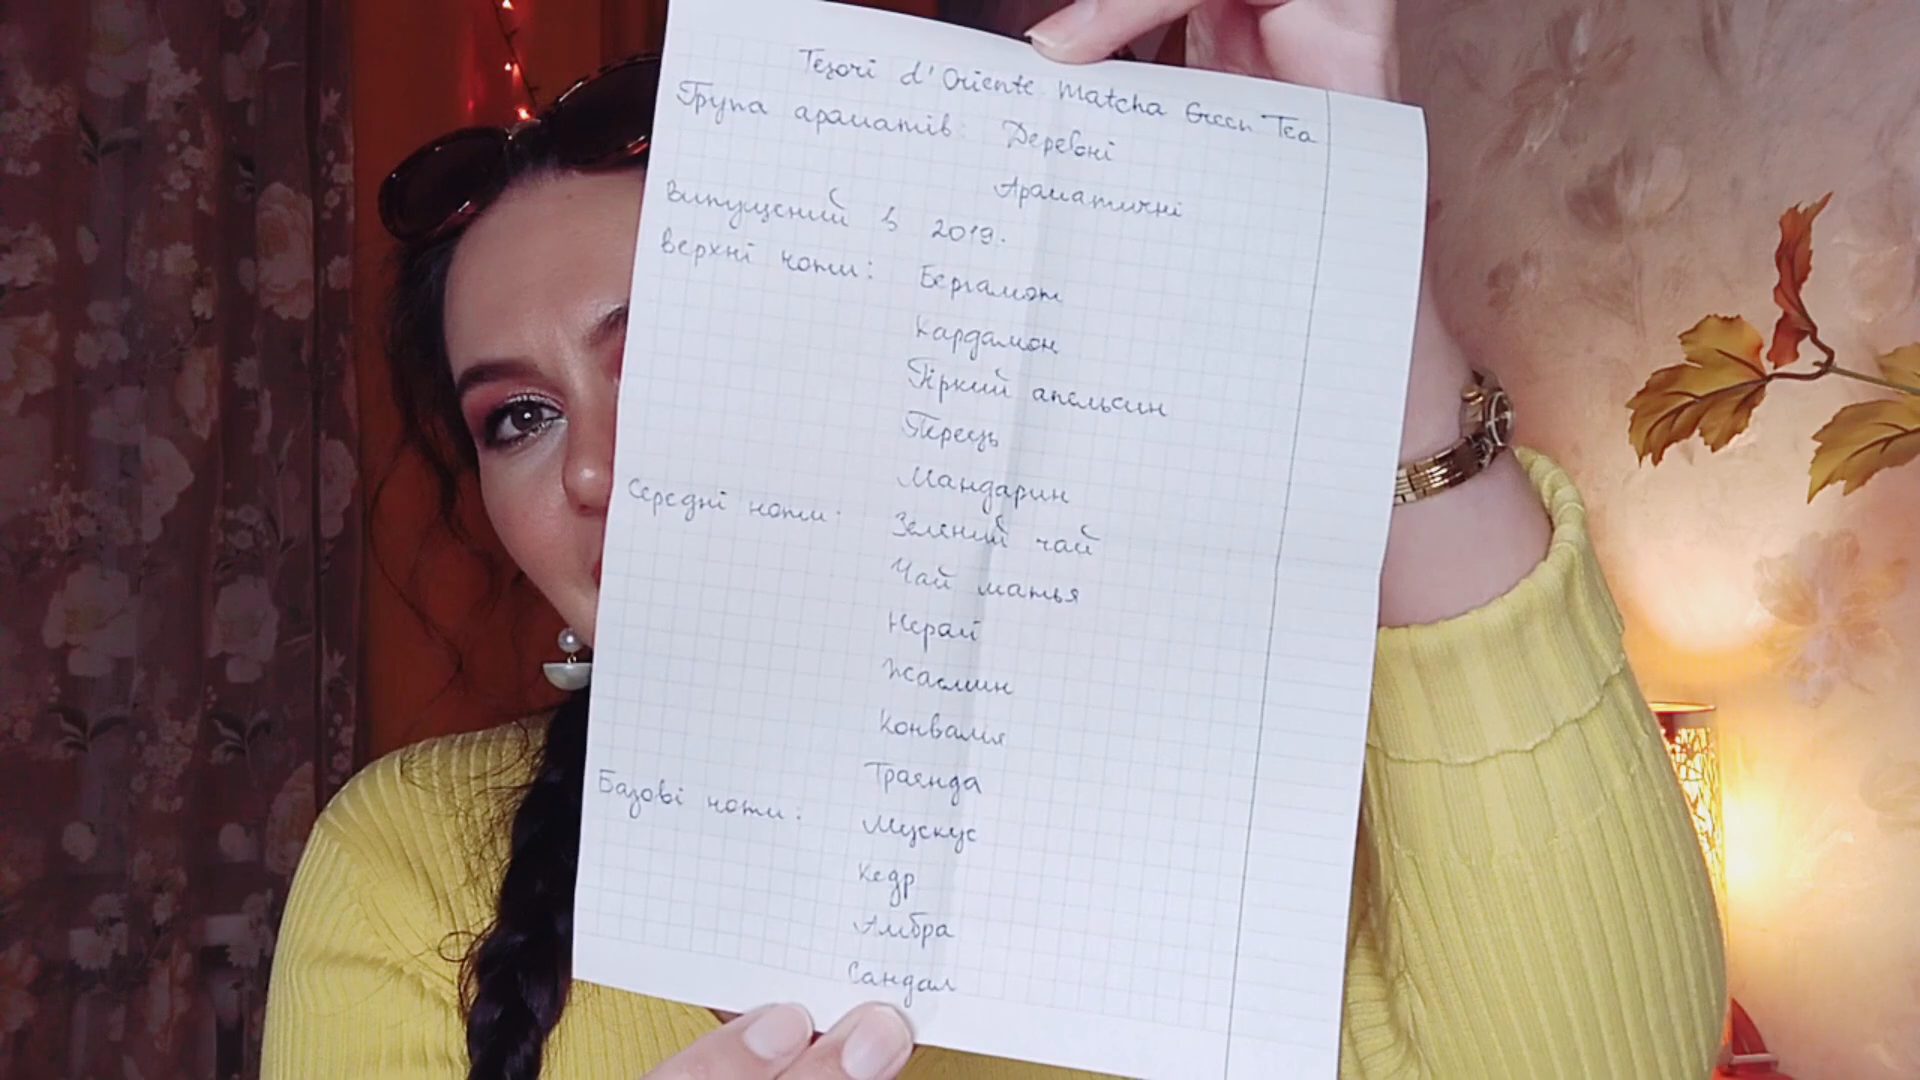 Tesori d'Oriente Matcha Green Tea
Група ароматів: Деревні
Ароматичні
Випущений в 2019.
верхні ноти: Бергамот
Кардамон
Гіркий апельсин
Перець
Мандарин
Середні ноти: Зелений чай
Чай матья
Неролі
Жасмин
Конвалія
Троянда
Базові ноти: Мускус
Кедр
Амбра
Сандал